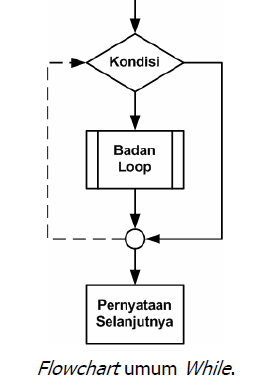 Kondisi
Badan
Loop
Pernyataan
Selanjutnya
Flowchart umum While.